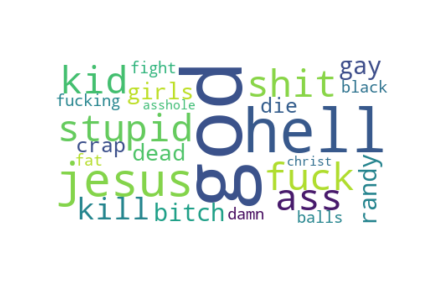 kid fight girls fucking asshole god shit gay black
stupid crap dead die hell
fat jesus christ fuck randy
kill bitch damn ass balls